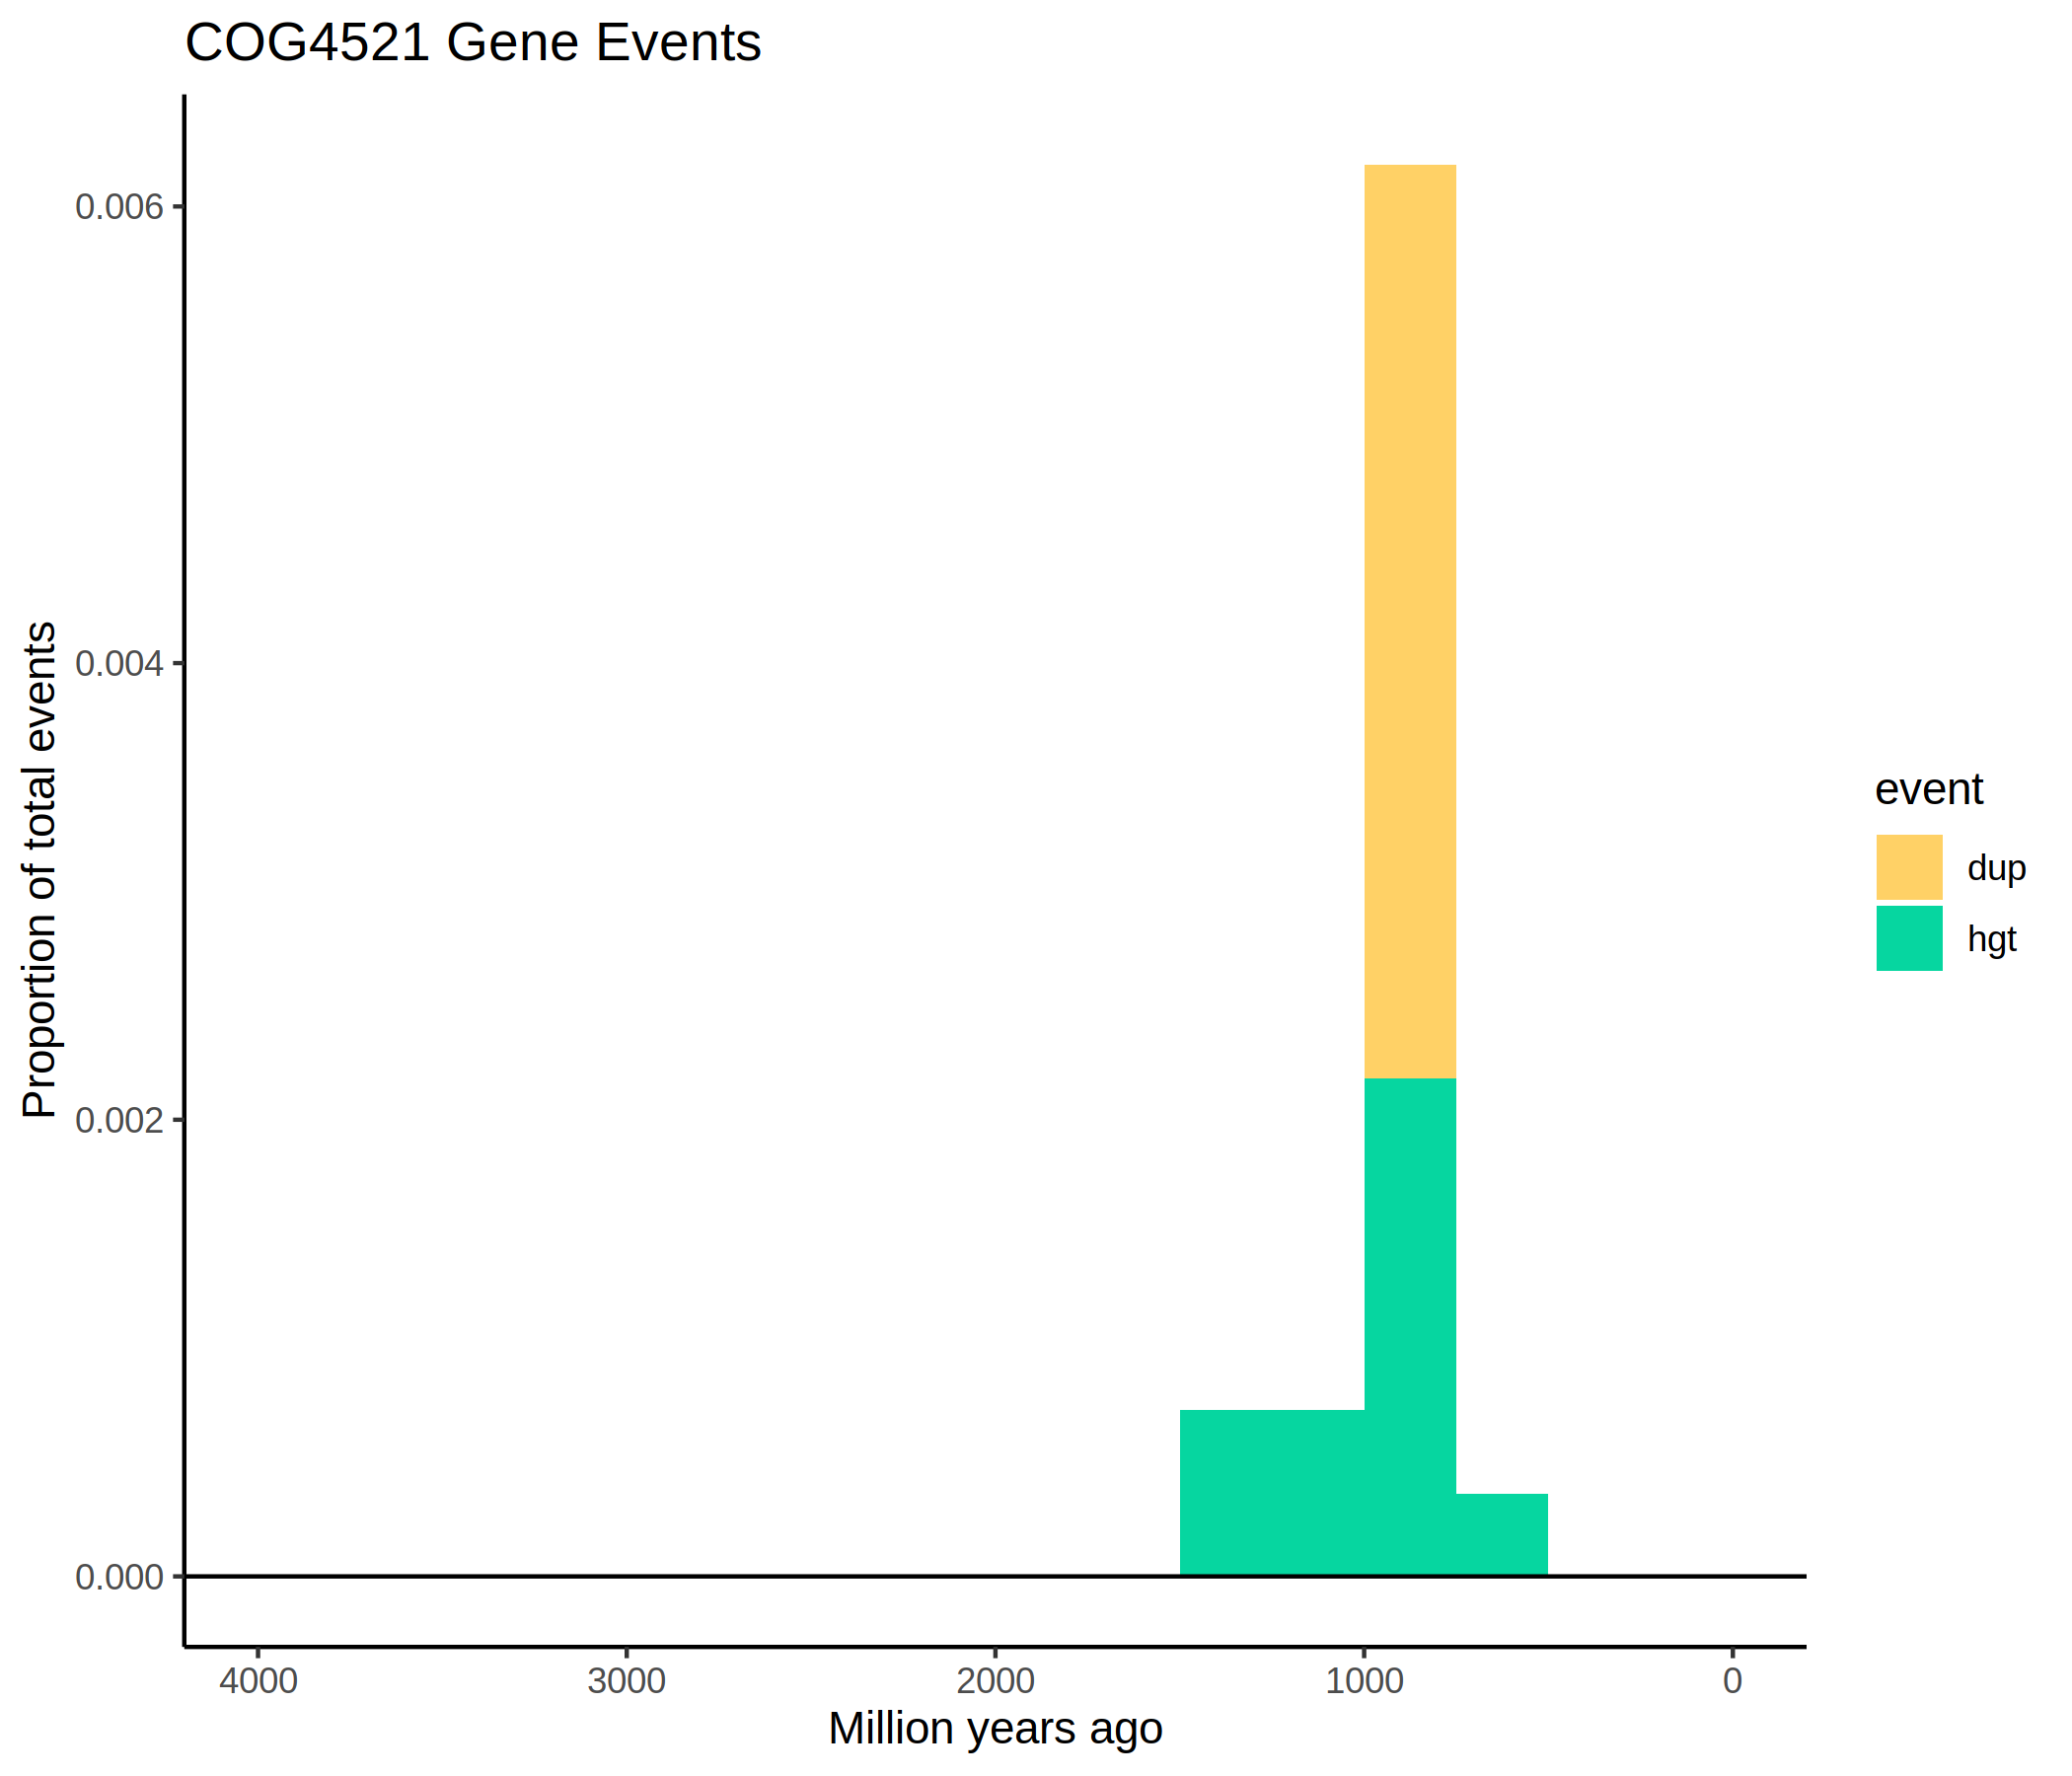 COG4521 Gene Events
Proportion of total events
0.006
0.004
0.002
0.000
4000 3000 2000 1000 0
Million years ago
event
dup
hgt